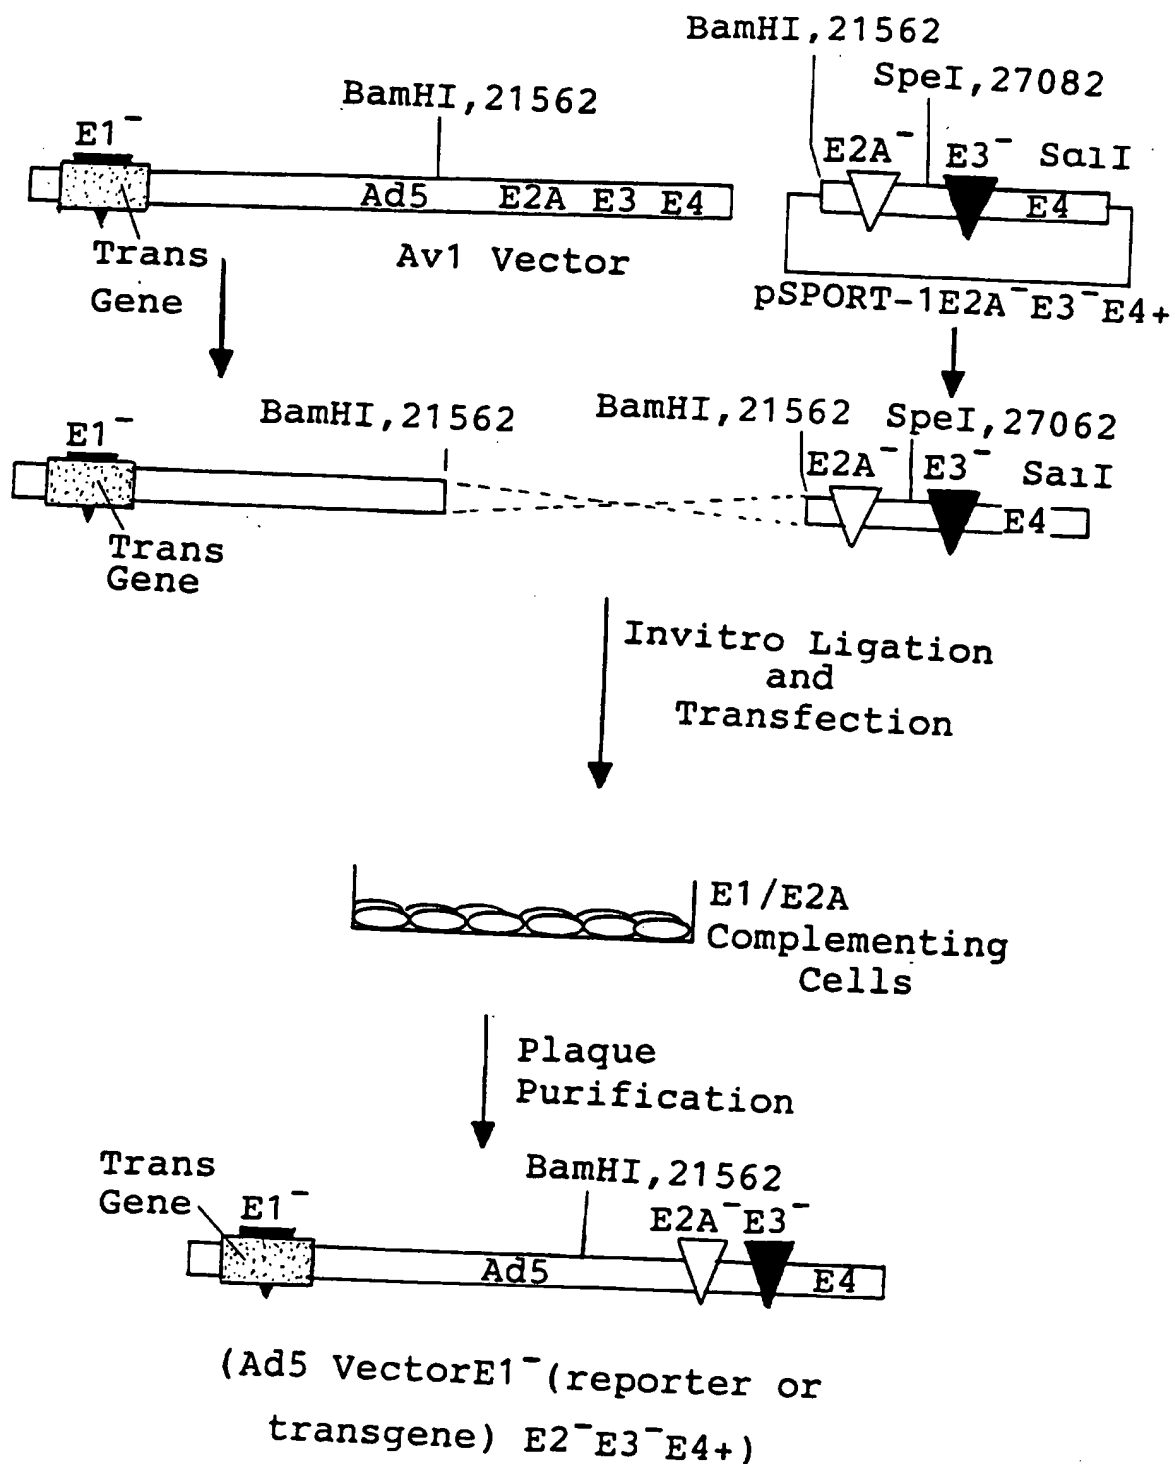 BamHI,21562
SpeI,27082
BamHI,21562
E1⁻
E2A⁻
E3⁻
SalI
Ad5
E2A
E3
E4
E4
Trans
Gene
Av1 Vector
pSPORT-1E2A⁻E3⁻E4+
BamHI,21562
BamHI,21562
SpeI,27062
E1⁻
E2A⁻
E3⁻
SalI
E4
Trans
Gene
Invitro Ligation
and
Transfection
E1/E2A
Complementing
Cells
Plaque
Purification
Trans
Gene
E1⁻
BamHI,21562
E2A⁻E3⁻
Ad5
E4
(Ad5 VectorE1⁻(reporter or
transgene) E2⁻E3⁻E4+)